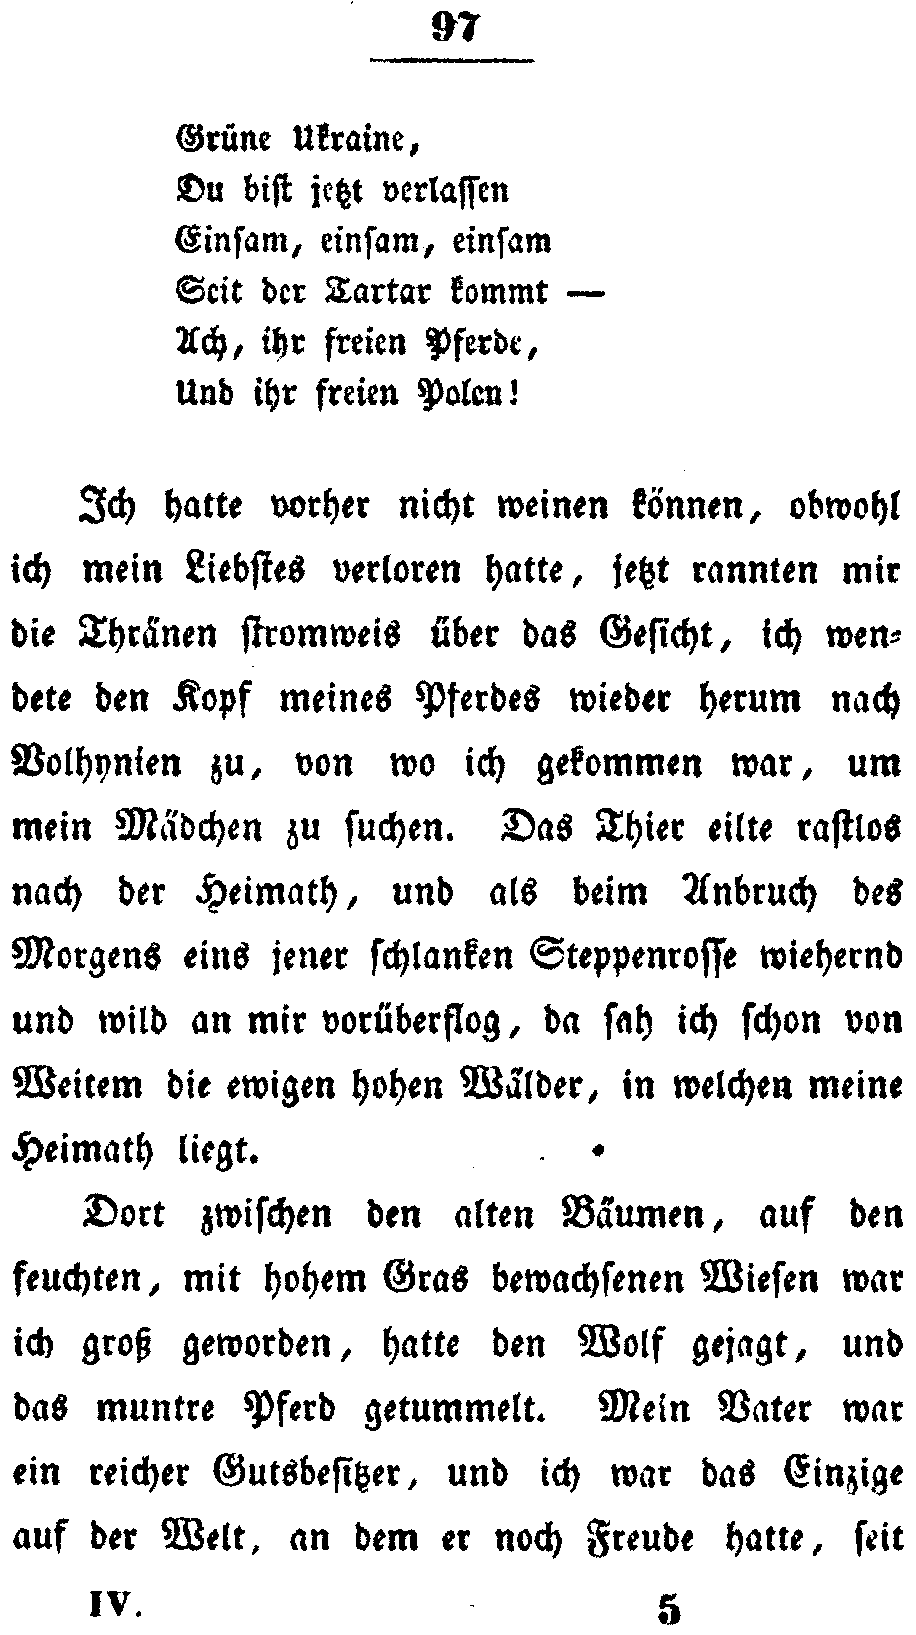 97
Grüne Ukraine,
Du bist jetzt verlassen
Einsam, einsam, einsam
Seit der Tartar kommt —
Ach, ihr freien Pferde,
Und ihr freien Polen!
Ich hatte vorher nicht weinen können, obwohl
ich mein Liebstes verloren hatte, jetzt rannten mir
die Thränen stromweis über das Gesicht, ich wen-
dete den Kopf meines Pferdes wieder herum nach
Volhynien zu, von wo ich gekommen war, um
mein Mädchen zu suchen. Das Thier eilte rastlos
nach der Heimath, und als beim Anbruch des
Morgens eins jener schlanken Steppenrosse wiehernd
und wild an mir vorüberflog, da sah ich schon von
Weitem die ewigen hohen Wälder, in welchen meine
Heimath liegt.
Dort zwischen den alten Bäumen, auf den
feuchten, mit hohem Gras bewachsenen Wiesen war
ich groß geworden, hatte den Wolf gejagt, und
das muntre Pferd getummelt. Mein Vater war
ein reicher Gutsbesitzer, und ich war das Einzige
auf der Welt, an dem er noch Freude hatte, seit
IV. 5